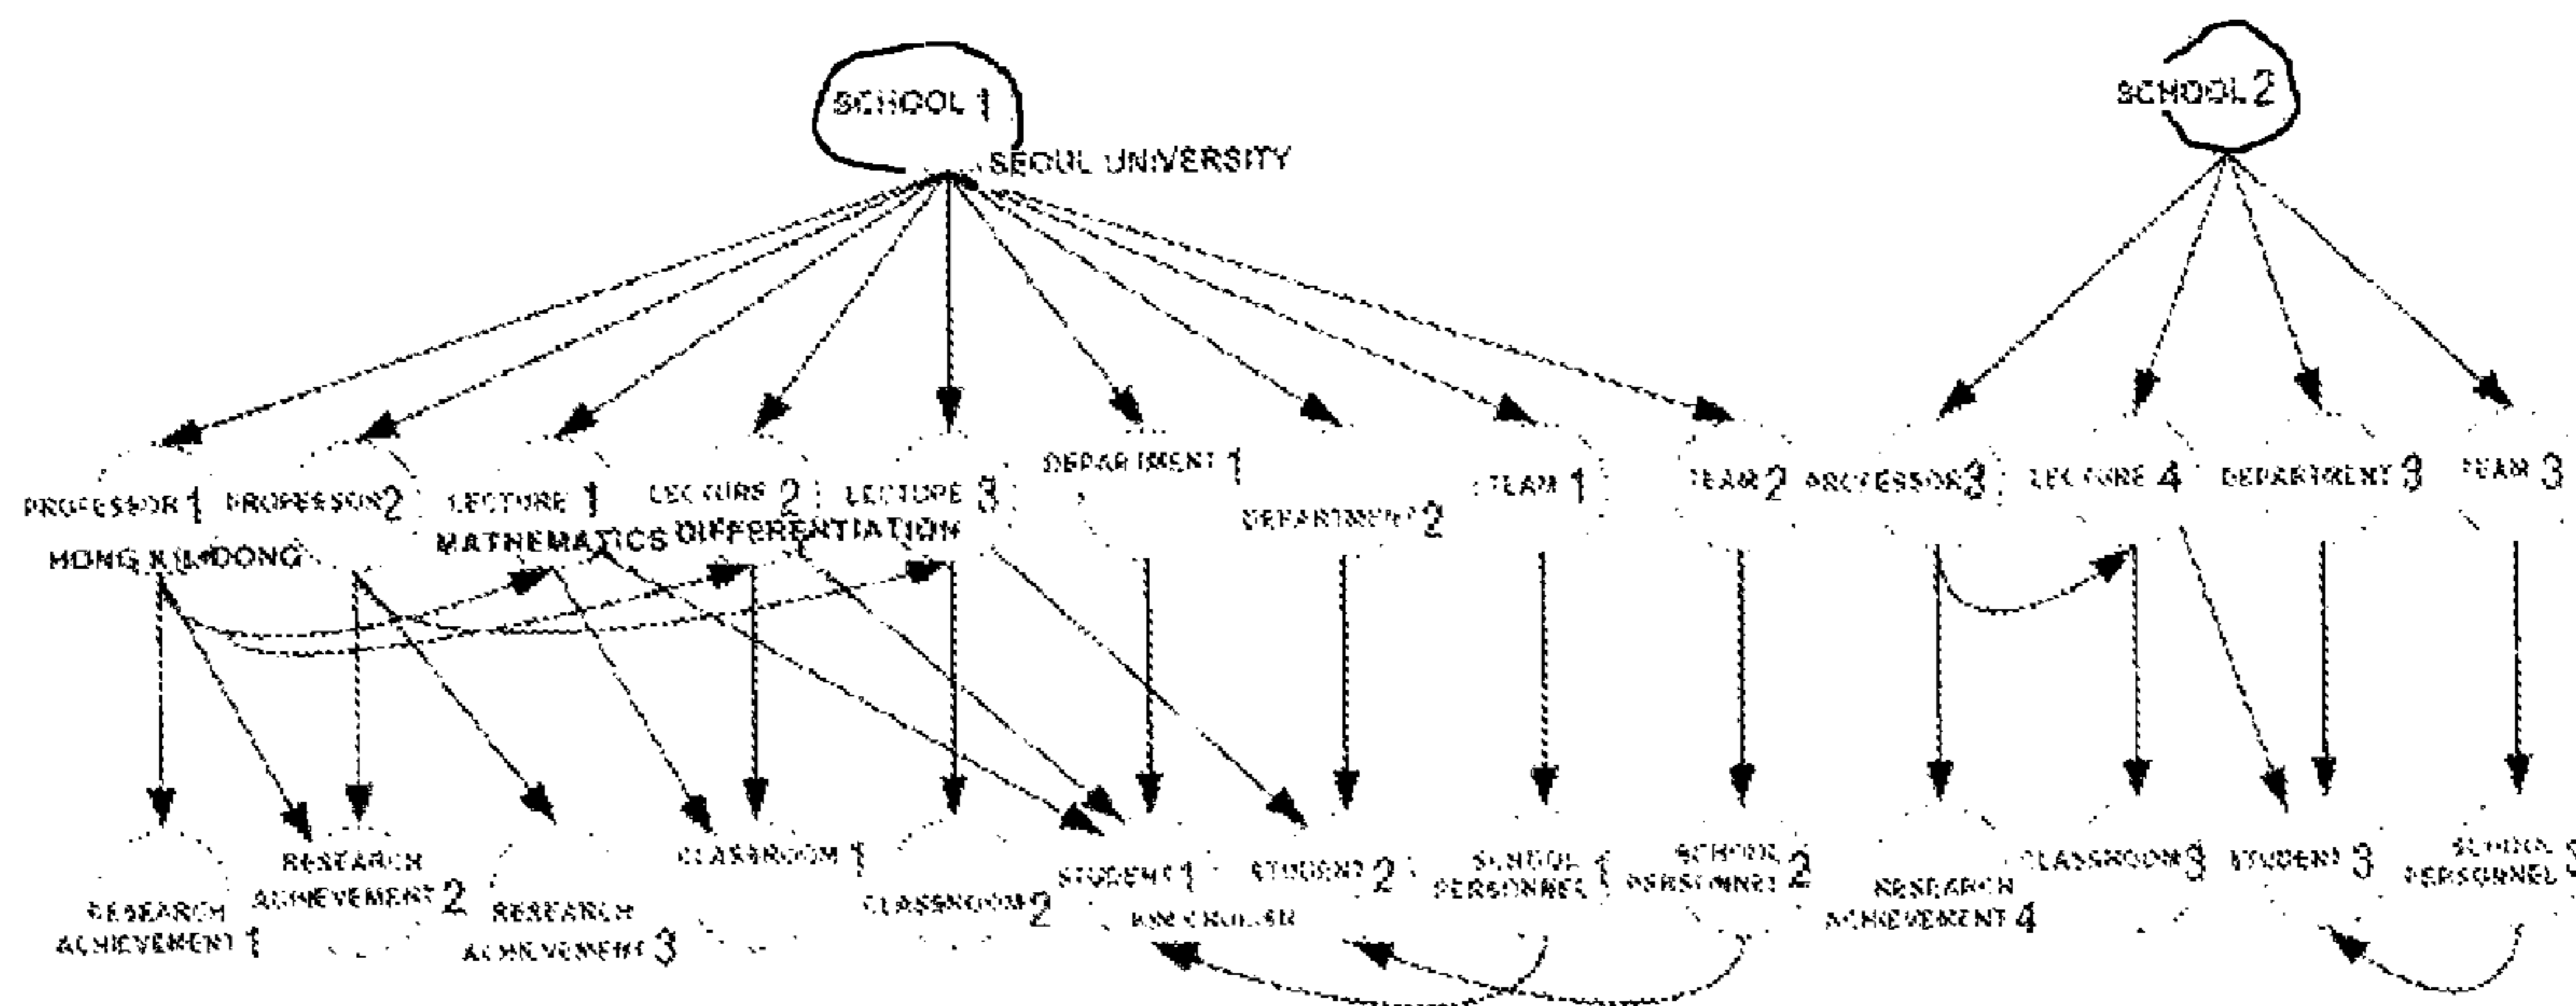 SCHOOL 1
SCHOOL 2
SEOUL UNIVERSITY
PROFESSOR 1
PROFESSOR 2
LECTURE 1
LECTURE 2
LECTURE 3
DEPARTMENT 1
DEPARTMENT 2
TEAM 1
TEAM 2
PROFESSOR 3
LECTURE 4
DEPARTMENT 3
TEAM 3
HONG
MATHEMATICS
DIFFERENTIATION
RESEARCH
ACHIEVEMENT 1
RESEARCH
ACHIEVEMENT 2
RESEARCH
ACHIEVEMENT 3
CLASSROOM 1
CLASSROOM 2
STUDENT 1
STUDENT 2
SCHOOL
PERSONNEL 1
SCHOOL
PERSONNEL 2
RESEARCH
ACHIEVEMENT 4
CLASSROOM 3
STUDENT 3
SCHOOL
PERSONNEL 3